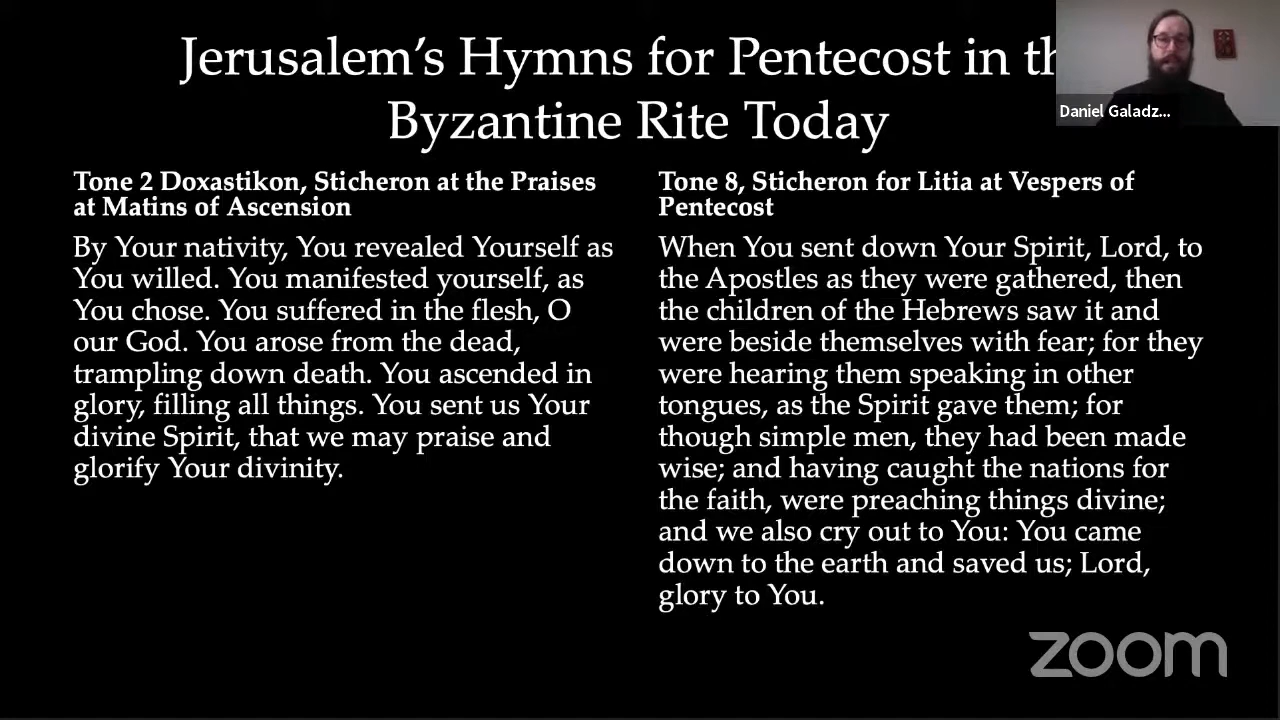 Jerusalem's Hymns for Pentecost in th
Byzantine Rite Today
Daniel Galadz...
Tone 2 Doxastikon, Sticheron at the Praises
at Matins of Ascension
By Your nativity, You revealed Yourself as
You willed. You manifested yourself, as
You chose. You suffered in the flesh, O
our God. You arose from the dead,
trampling down death. You ascended in
glory, filling all things. You sent us Your
divine Spirit, that we may praise and
glorify Your divinity.
Tone 8, Sticheron for Litia at Vespers of
Pentecost
When You sent down Your Spirit, Lord, to
the Apostles as they were gathered, then
the children of the Hebrews saw it and
were beside themselves with fear; for they
were hearing them speaking in other
tongues, as the Spirit gave them; for
though simple men, they had been made
wise; and having caught the nations for
the faith, were preaching things divine;
and we also cry out to You: You came
down to the earth and saved us; Lord,
glory to You.
zoom